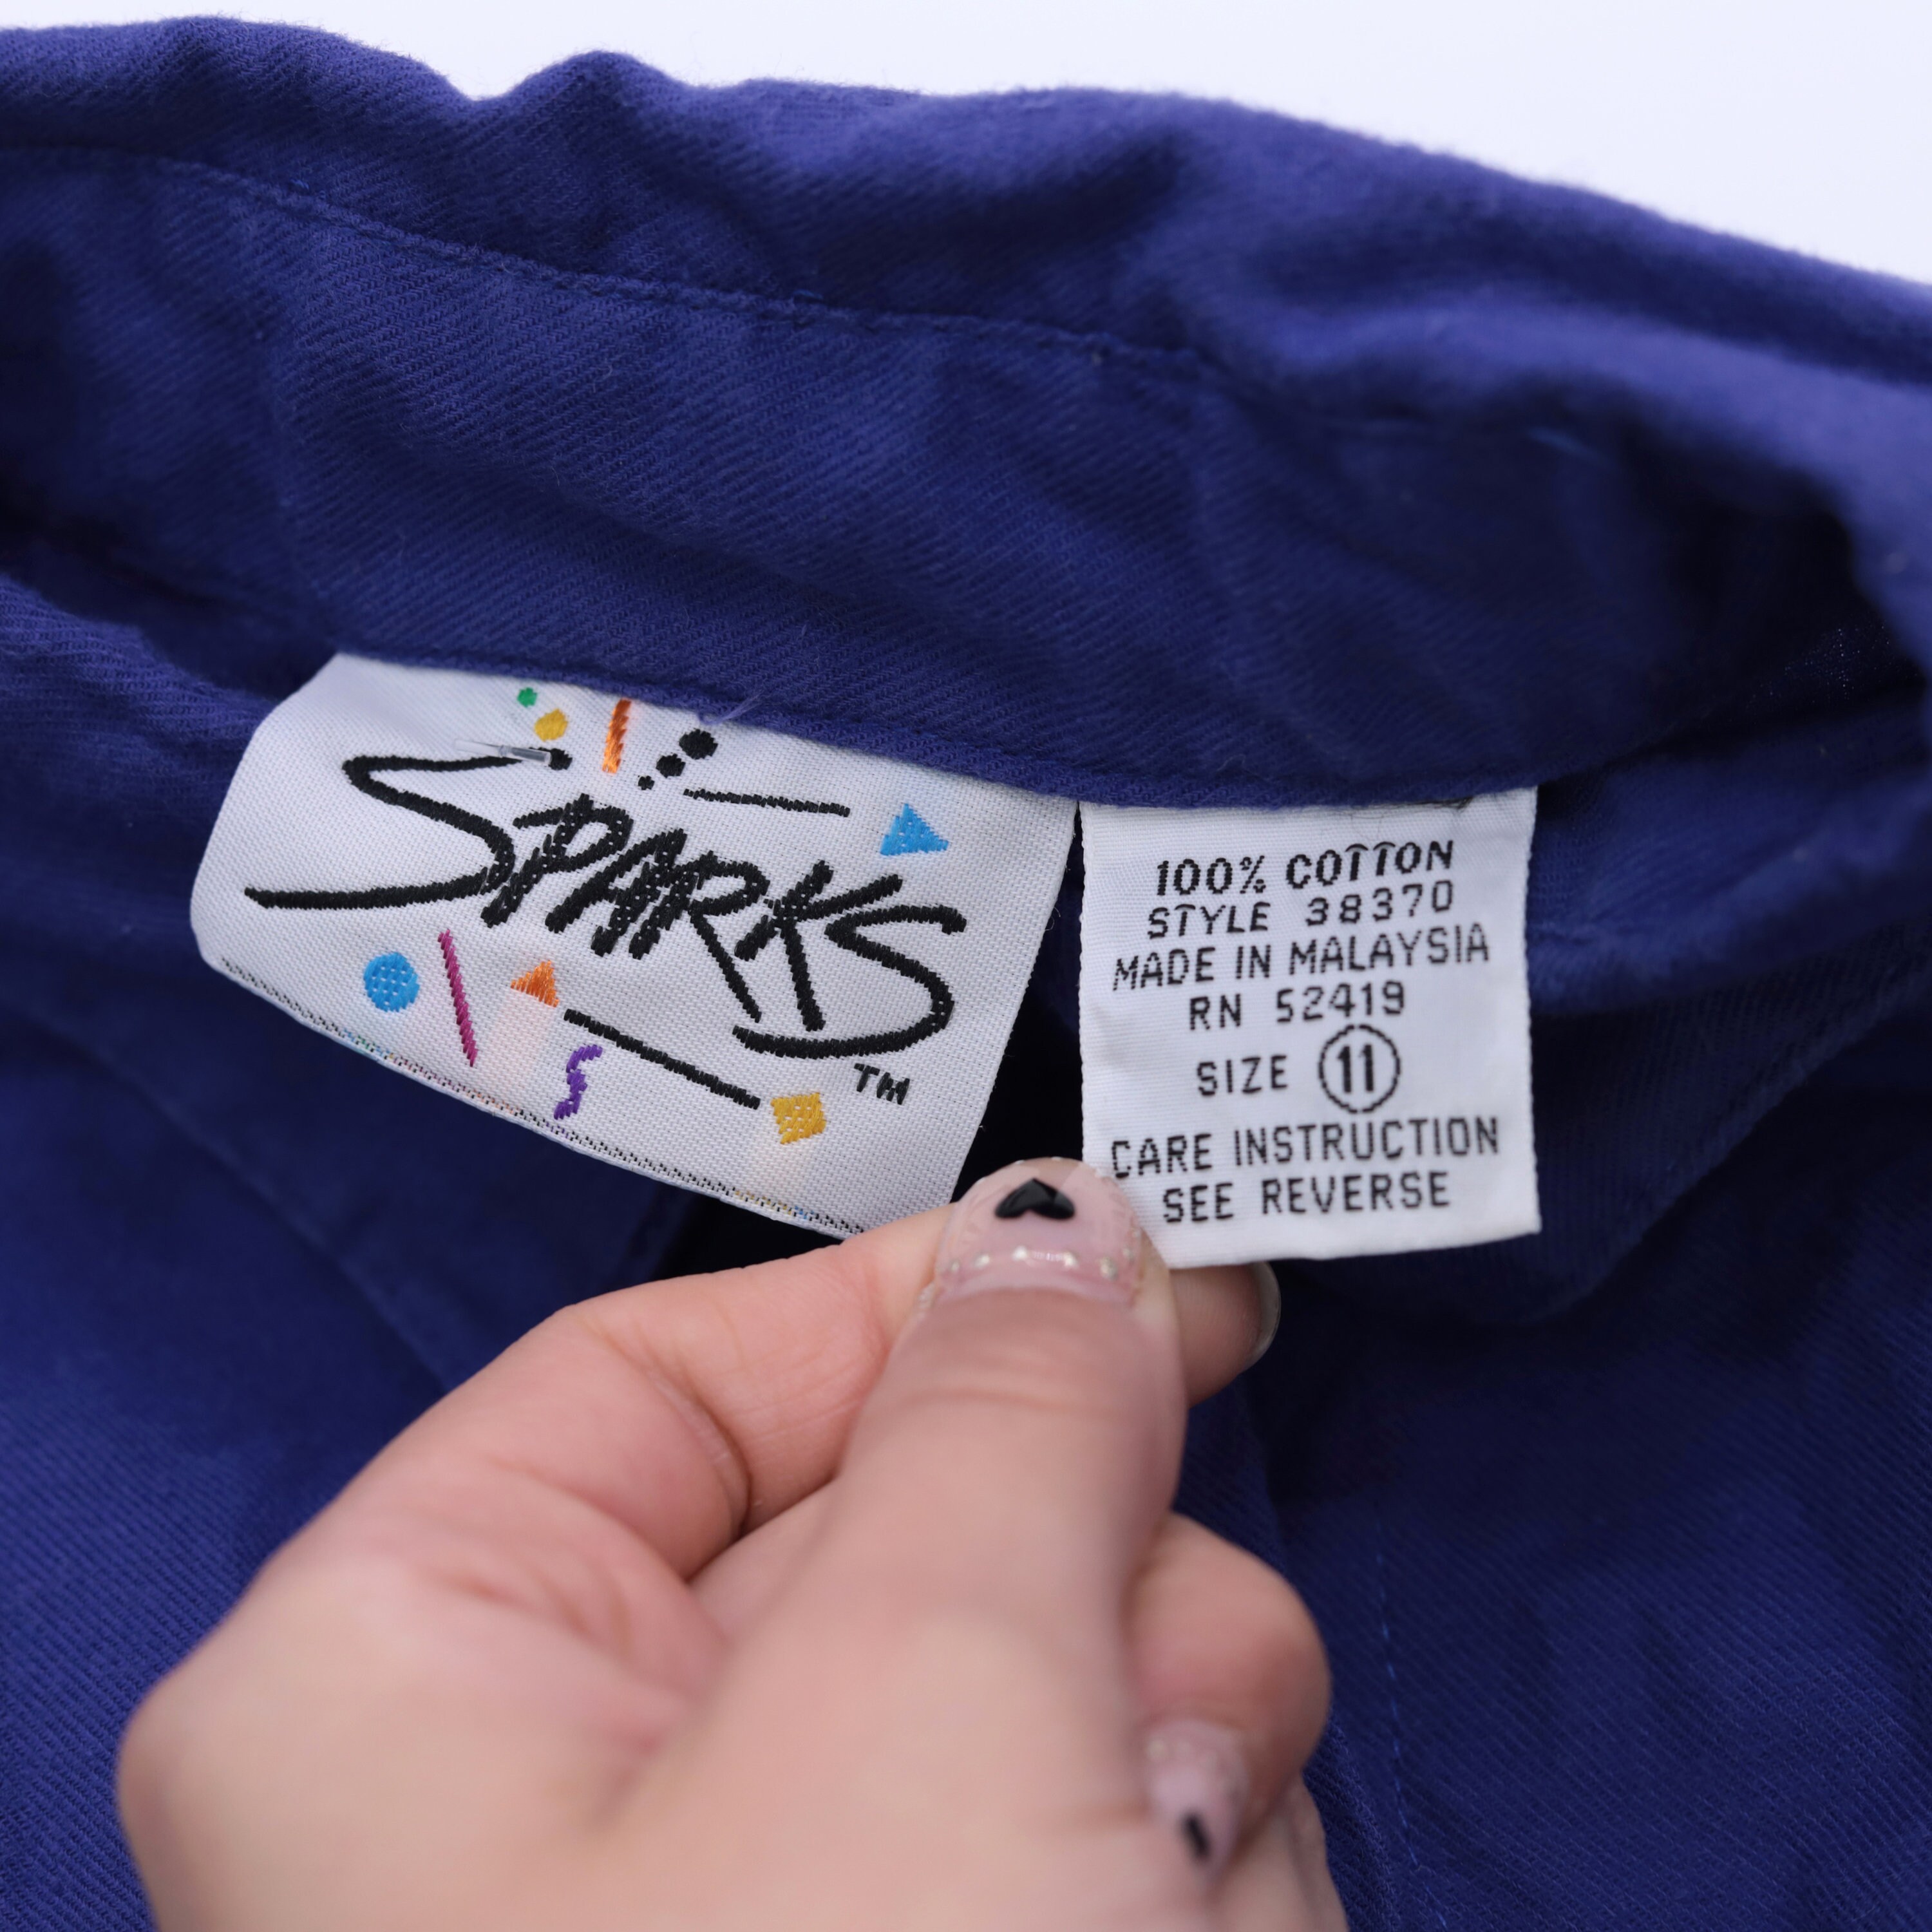 SPARKS
TM
100% COTTON
STYLE 38370
MADE IN MALAYSIA
RN 52419
SIZE 11
CARE INSTRUCTION
SEE REVERSE